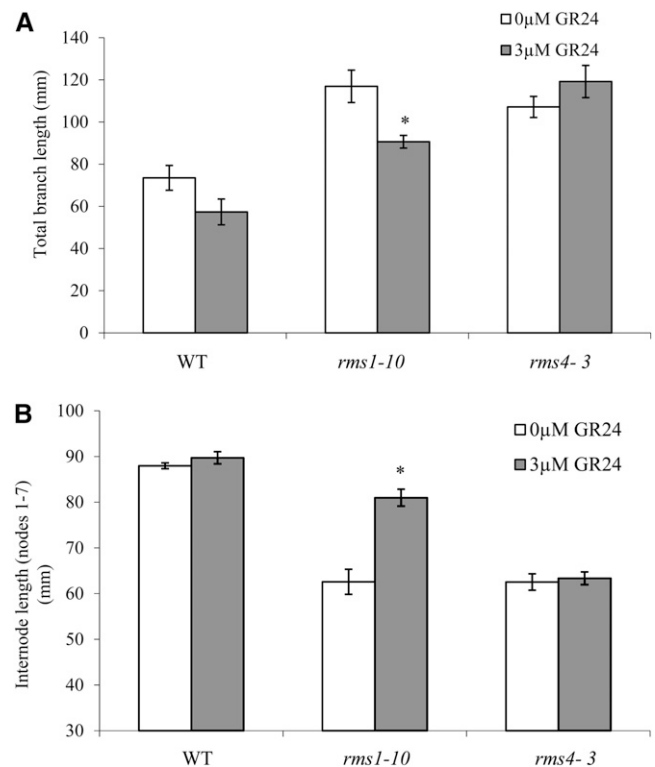 A
0µM GR24
3µM GR24
Total branch length (mm)
140
120
100
80
60
40
20
0
*
WT
rms1-10
rms4- 3
B
0µM GR24
3µM GR24
Internode length (nodes 1-7)
(mm)
100
90
80
70
60
50
40
30
*
WT
rms1-10
rms4- 3